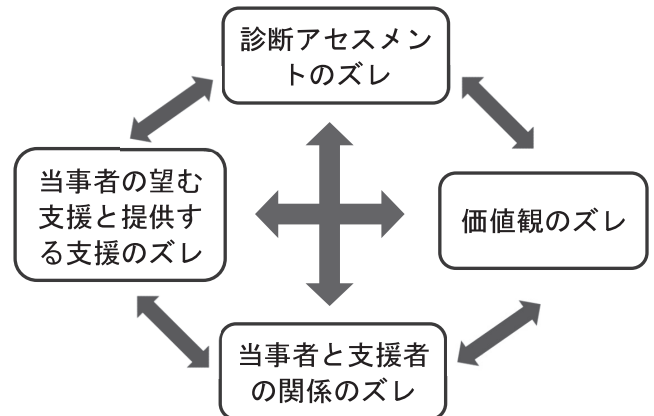 診断アセスメン
トのズレ
当事者の望む
支援と提供す
る支援のズレ
価値観のズレ
当事者と支援者
の関係のズレ